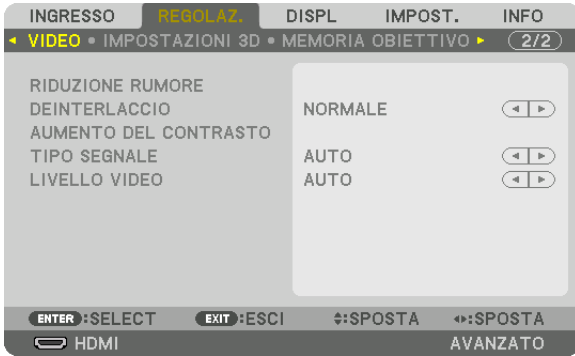 INGRESSO REGOLAZ. DISPL IMPOST. INFO
VIDEO • IMPOSTAZIONI 3D • MEMORIA OBIETTIVO 2/2
RIDUZIONE RUMORE
DEINTERLACCIO NORMALE
AUMENTO DEL CONTRASTO
TIPO SEGNALE AUTO
LIVELLO VIDEO AUTO
ENTER :SELECT EXIT :ESCI :SPOSTA :SPOSTA
HDMI AVANZATO